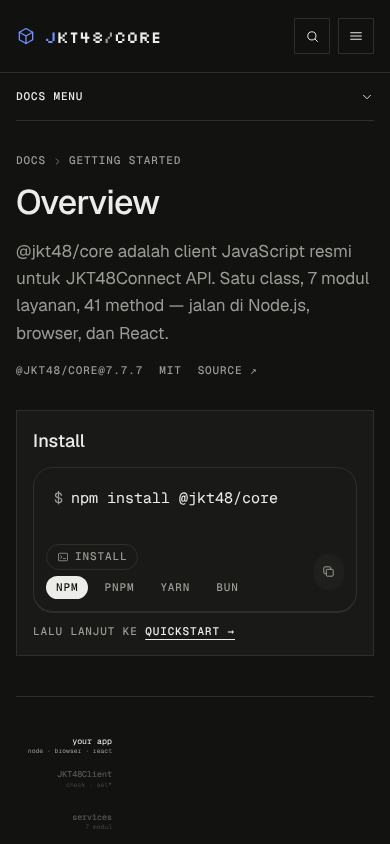 JKT48/CORE
DOCS MENU
DOCS › GETTING STARTED
Overview
@jkt48/core adalah client JavaScript resmi
untuk JKT48Connect API. Satu class, 7 modul
layanan, 41 method — jalan di Node.js,
browser, dan React.
@JKT48/CORE@7.7.7 MIT SOURCE ↗
Install
$ npm install @jkt48/core
INSTALL
NPM PNPM YARN BUN
LALU LANJUT KE QUICKSTART →
your app
node · browser · react
JKT48Client
check · set*
services
7 modul